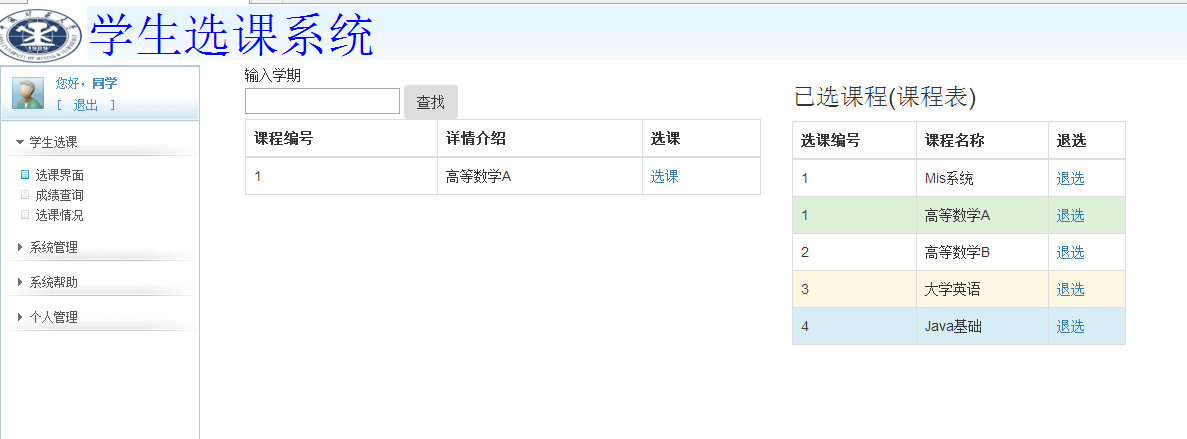 学生选课系统
1909
您好，同学
[ 退出 ]
学生选课
选课界面
成绩查询
选课情况
系统管理
系统帮助
个人管理
输入学期
查找
课程编号 详情介绍 选课
1 高等数学A 选课
已选课程(课程表)
选课编号 课程名称 退选
1 Mis系统 退选
1 高等数学A 退选
2 高等数学B 退选
3 大学英语 退选
4 Java基础 退选